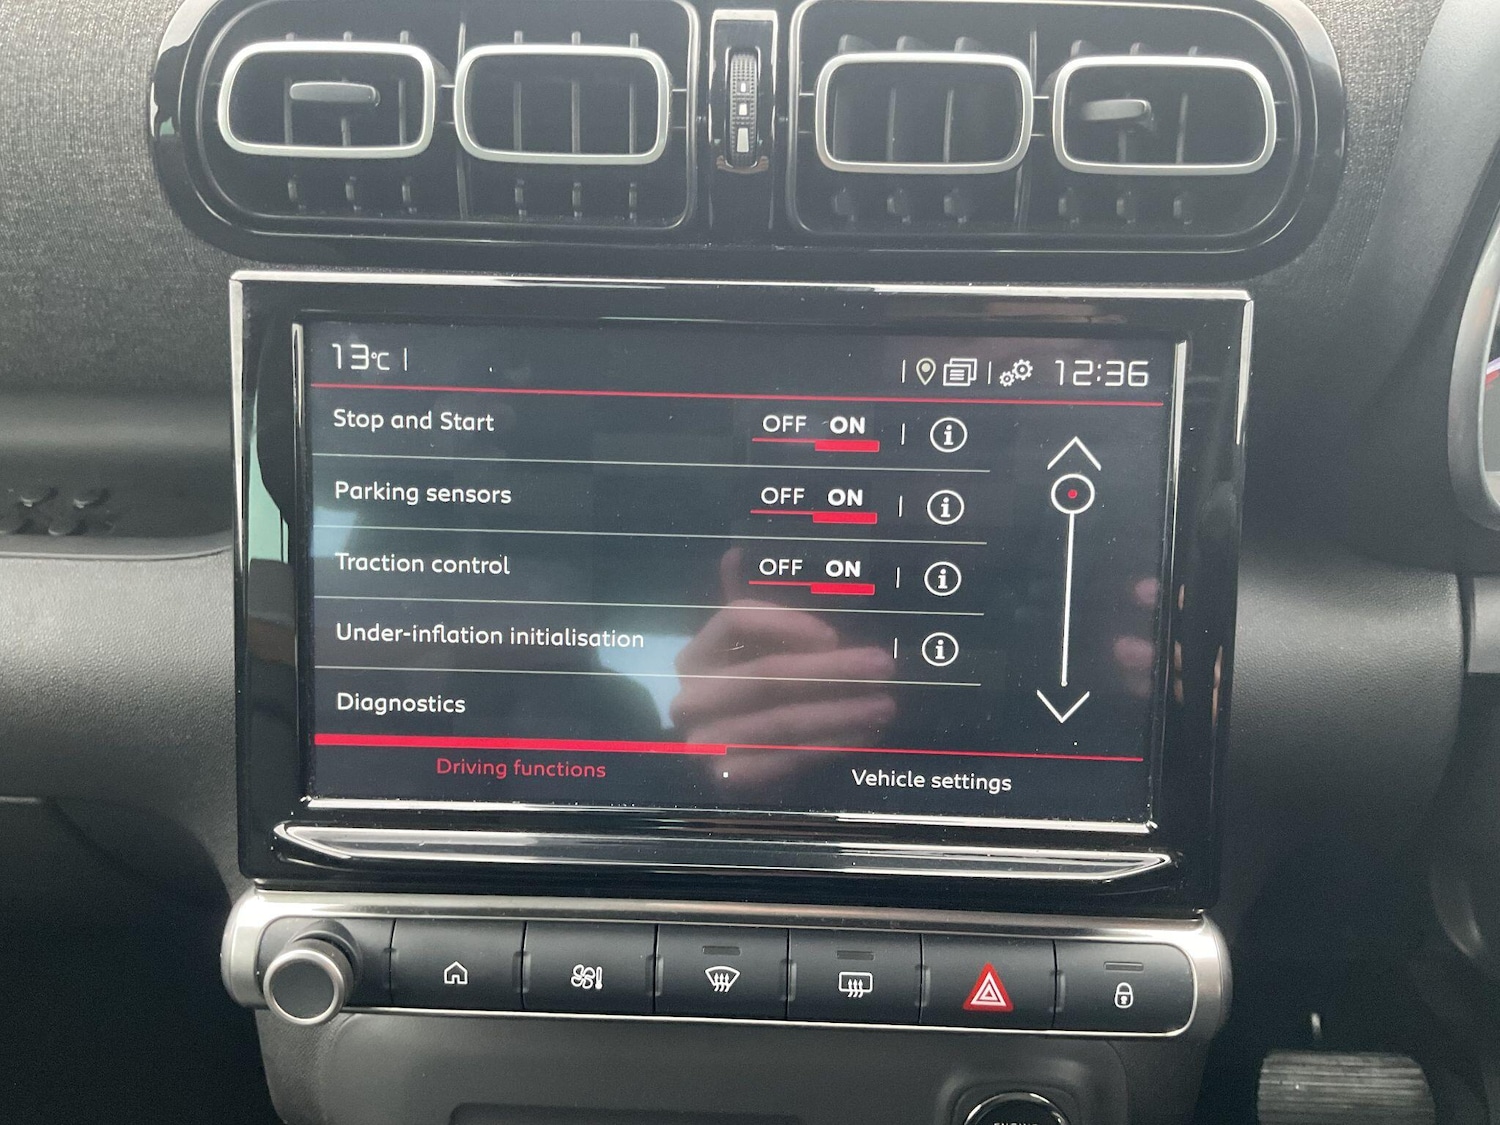 13°C
12:36
Stop and Start OFF ON
Parking sensors OFF ON
Traction control OFF ON
Under-inflation initialisation
Diagnostics
Driving functions Vehicle settings